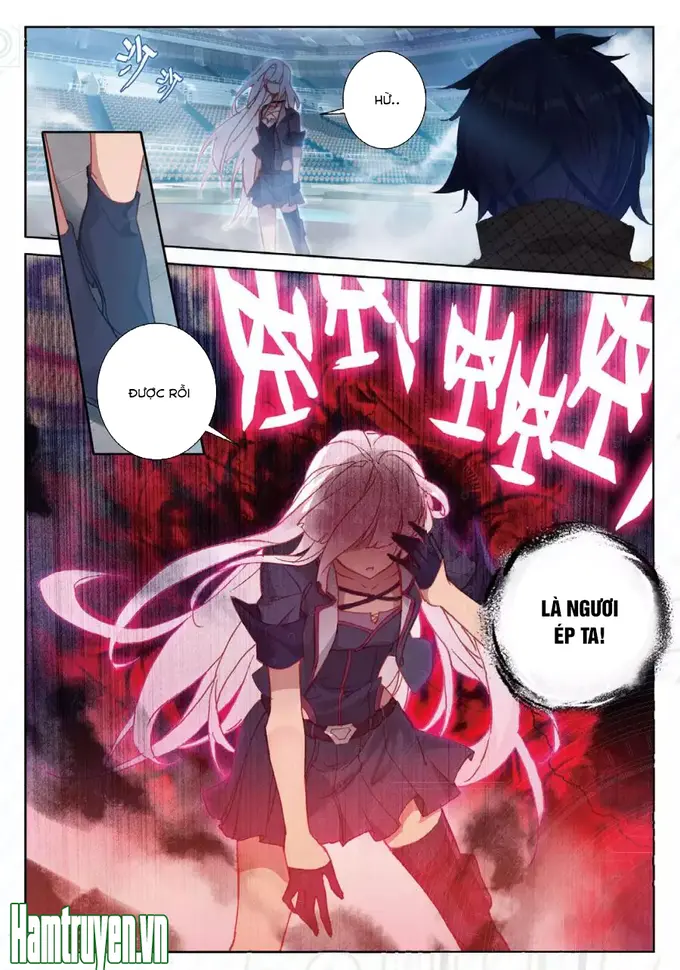 沙
沙
HỪ..
ĐƯỢC RỒI
LÀ NGƯƠI
ÉP TA!
Hamtruyen.vn